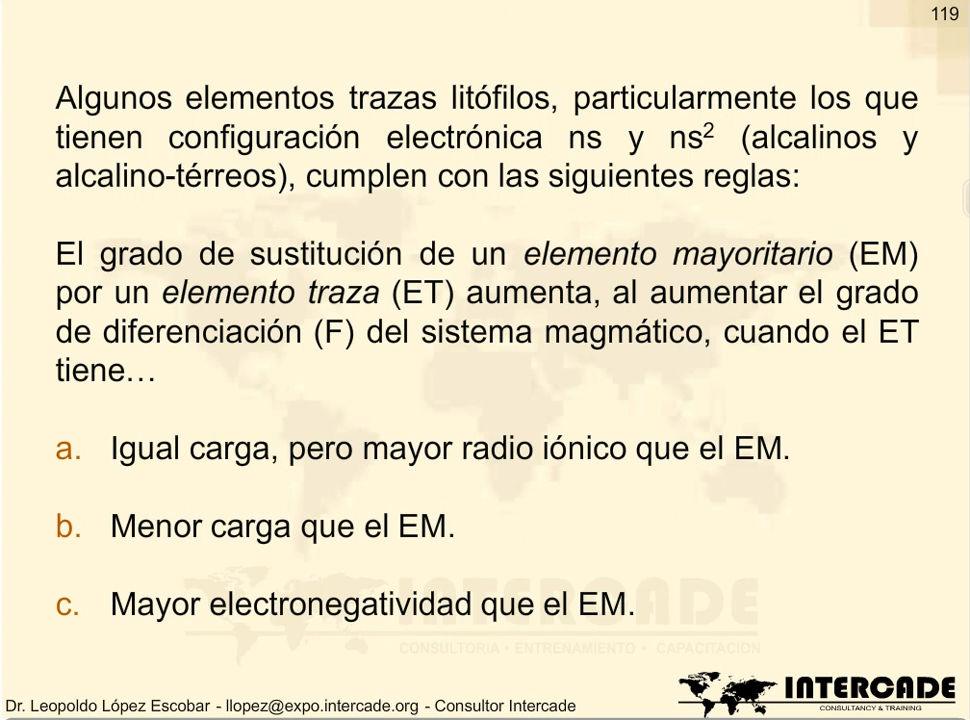 119
Algunos elementos trazas litófilos, particularmente los que
tienen configuración electrónica ns y ns² (alcalinos y
alcalino-térreos), cumplen con las siguientes reglas:
El grado de sustitución de un elemento mayoritario (EM)
por un elemento traza (ET) aumenta, al aumentar el grado
de diferenciación (F) del sistema magmático, cuando el ET
tiene…
a. Igual carga, pero mayor radio iónico que el EM.
b. Menor carga que el EM.
c. Mayor electronegatividad que el EM.
INTERCADE
CONSULTORIA • ENTRENAMIENTO • CAPACITACION
Dr. Leopoldo López Escobar - llopez@expo.intercade.org - Consultor Intercade
INTERCADE
CONSULTANCY & TRAINING